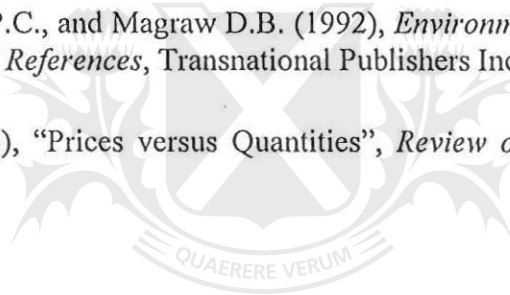 P.C., and Magraw D.B. (1992), Environm
References, Transnational Publishers Inc
), “Prices versus Quantities”, Review o
QUAERERE VERUM